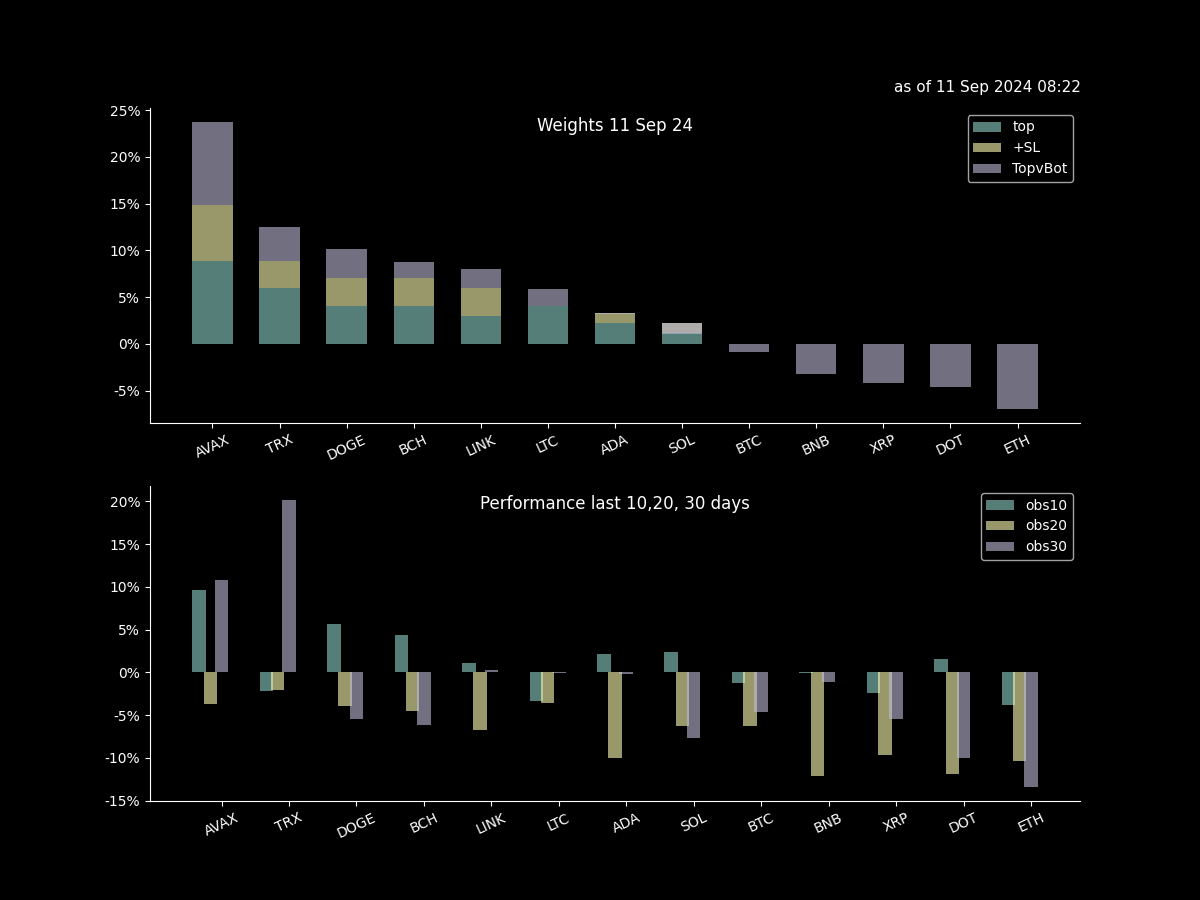 as of 11 Sep 2024 08:22
Weights 11 Sep 24
top
+SL
TopvBot
25%
20%
15%
10%
5%
0%
-5%
AVAX TRX DOGE BCH LINK LTC ADA SOL BTC BNB XRP DOT ETH
Performance last 10,20, 30 days
obs10
obs20
obs30
20%
15%
10%
5%
0%
-5%
-10%
-15%
AVAX TRX DOGE BCH LINK LTC ADA SOL BTC BNB XRP DOT ETH